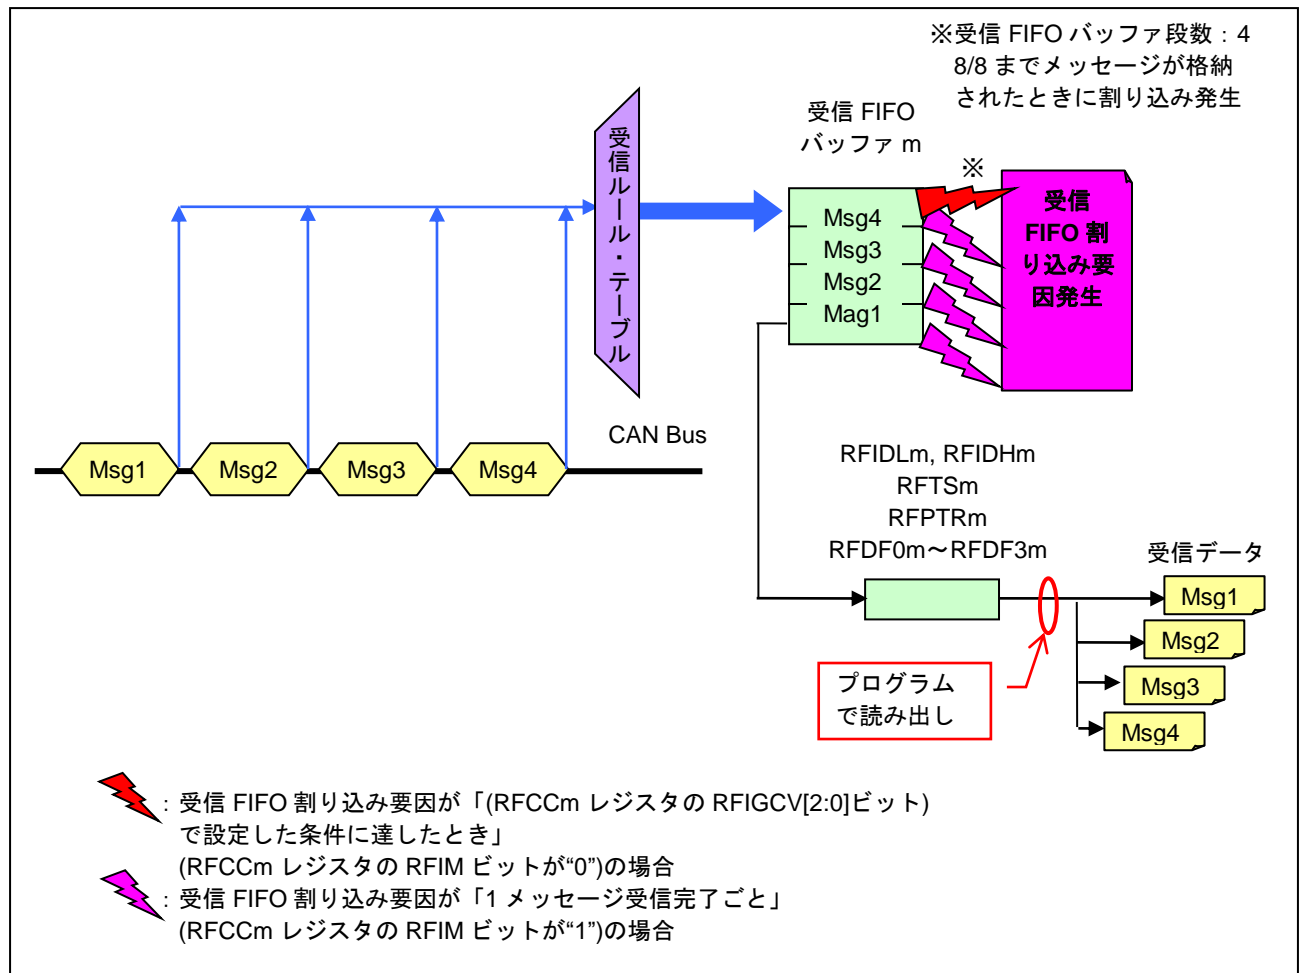 ※受信 FIFO バッファ段数：4
8/8 までメッセージが格納
されたときに割り込み発生
受信 FIFO
バッファ m
※
受信ルール・テーブル
Msg4
Msg3
Msg2
Mag1
受信
FIFO 割
り込み要
因発生
CAN Bus
Msg1
Msg2
Msg3
Msg4
RFIDLm, RFIDHm
RFTSm
RFPTRm
RFDF0m～RFDF3m
受信データ
Msg1
Msg2
Msg3
Msg4
プログラム
で読み出し
：受信 FIFO 割り込み要因が「(RFCCm レジスタの RFIGCV[2:0]ビット)
で設定した条件に達したとき」
(RFCCm レジスタの RFIM ビットが“0”)の場合
：受信 FIFO 割り込み要因が「1 メッセージ受信完了ごと」
(RFCCm レジスタの RFIM ビットが“1”)の場合